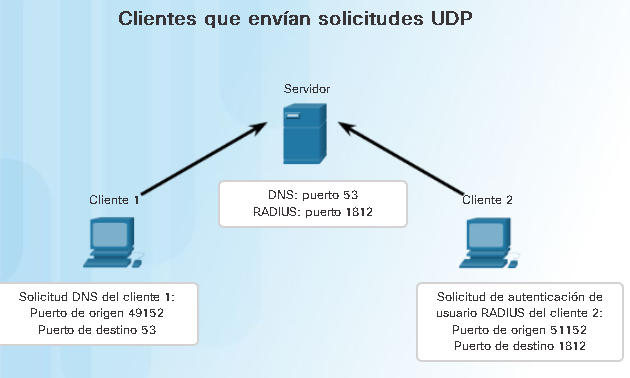 Clientes que envían solicitudes UDP
Servidor
DNS: puerto 53
RADIUS: puerto 1812
Cliente 1
Cliente 2
Solicitud DNS del cliente 1:
Puerto de origen 49152
Puerto de destino 53
Solicitud de autenticación de
usuario RADIUS del cliente 2:
Puerto de origen 51152
Puerto de destino 1812